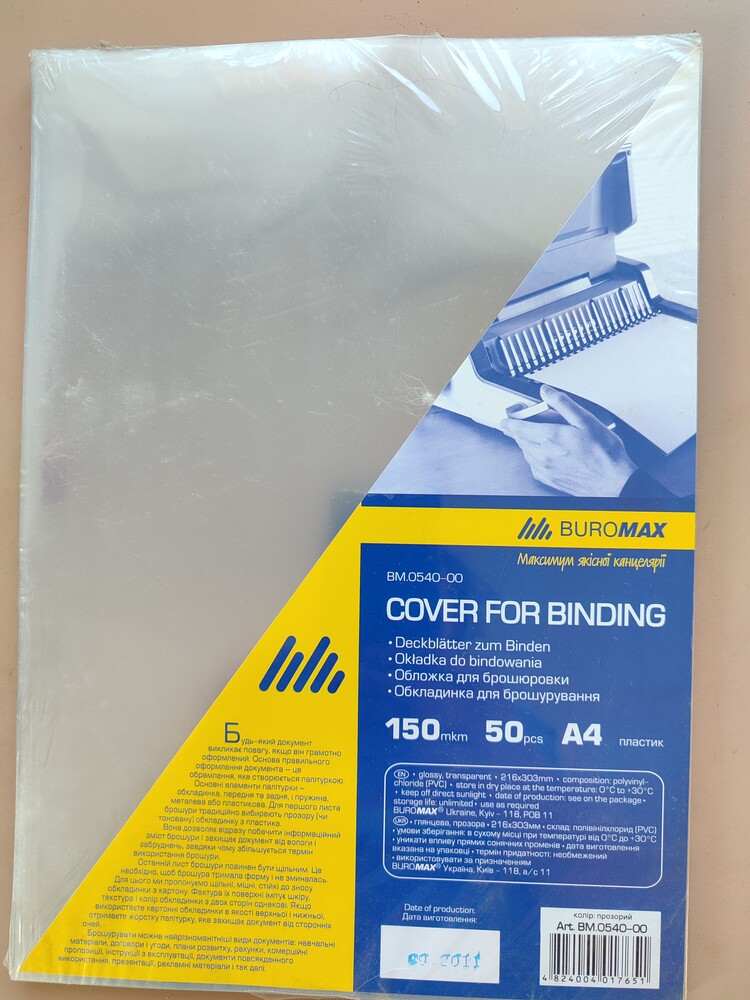 BUROMAX
Максимум якісної канцелярії
BM.0540-00
COVER FOR BINDING
• Deckblätter zum Binden
• Okładka do bindowania
• Обложка для брошюровки
• Обкладинка для брошурування
150mkm 50pcs A4 пластик
EN • glossy, transparent • 216x303mm • composition: polyvinyl-
chloride (PVC) • store in dry place at the temperature: 0°C to +30°C
• keep off direct sunlight • date of production: see on the package •
storage life: unlimited • use as required
BUROMAX® Ukraine, Kyiv – 118, POB 11
UKR • глянцева, прозора • 216x303мм • склад: полівінілхлорид (PVC)
• умови зберігання: в сухому місці при температурі від 0°C до +30°C
• уникати впливу прямих сонячних променів • дата виготовлення
вказана на упаковці • термін придатності: необмежений
• використовувати за призначенням
BUROMAX® Україна, Київ – 118, а/с 11
Date of production:
Дата виготовлення:
09 2011
колір: прозорий
Art. BM.0540-00
4 824004 017651
Будь-який документ
викликає повагу, якщо він грамотно
оформлений. Основа правильного
оформлення документа – це
обрамлення, яке створюється палітуркою.
Основні елементи палітурки –
обкладинка, передня та задня, і пружина,
металева або пластикова. Для першого листа
брошури традиційно вибирають прозору (чи
тоновану) обкладинку з пластика.
Вона дозволяє відразу побачити інформаційний
зміст брошури і захищає документ від вологи і
забруднень, завдяки чому збільшується термін
використання брошури.
Останній лист брошури повинен бути щільним. Це
необхідно, щоб брошура тримала форму і не зминалась.
Для цього ми пропонуємо щільні, міцні, стійкі до зносу
обкладинки з картону. Фактура їх поверхні імітує шкіру,
текстура і колір обкладинки з двох сторін однакові. Якщо
використаєте картонні обкладинки в якості верхньої і нижньої,
отримаєте жорстку палітурку, яка захищає документ від сторонніх
очей.
Брошурувати можна найрізноманітніші види документів: навчальні
матеріали, договори і угоди, плани розвитку, рахунки, комерційні
пропозиції, інструкції з експлуатації, документи повсякденного
використання, презентації, рекламні матеріали і так далі.